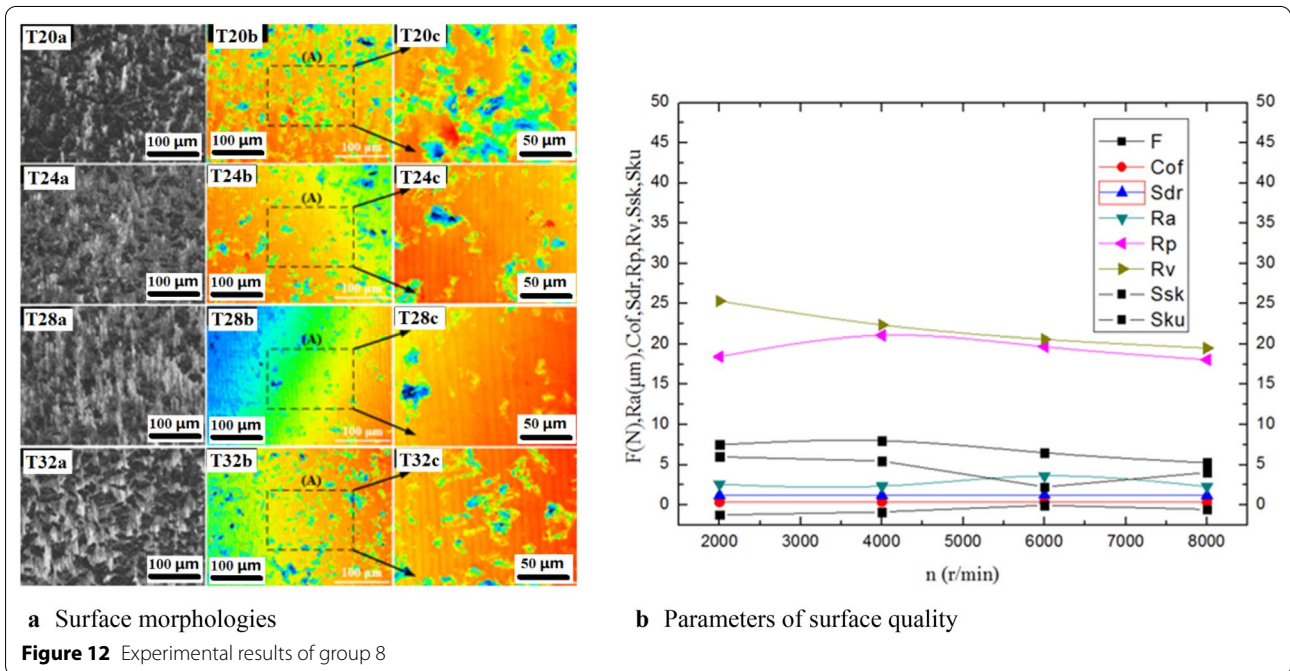 T20a
T20b
T20c
(A)
100 μm
100 μm
100 μm
50 μm
T24a
T24b
T24c
(A)
100 μm
100 μm
100 μm
50 μm
T28a
T28b
T28c
(A)
100 μm
100 μm
100 μm
50 μm
T32a
T32b
T32c
(A)
100 μm
100 μm
100 μm
50 μm
a Surface morphologies
F(N),Ra(μm),Cof,Sdr,Rp,Rv,Ssk,Sku
50
45
40
35
30
25
20
15
10
5
0
50
45
40
35
30
25
20
15
10
5
0
F
Cof
Sdr
Ra
Rp
Rv
Ssk
Sku
2000 3000 4000 5000 6000 7000 8000
n (r/min)
b Parameters of surface quality
Figure 12 Experimental results of group 8